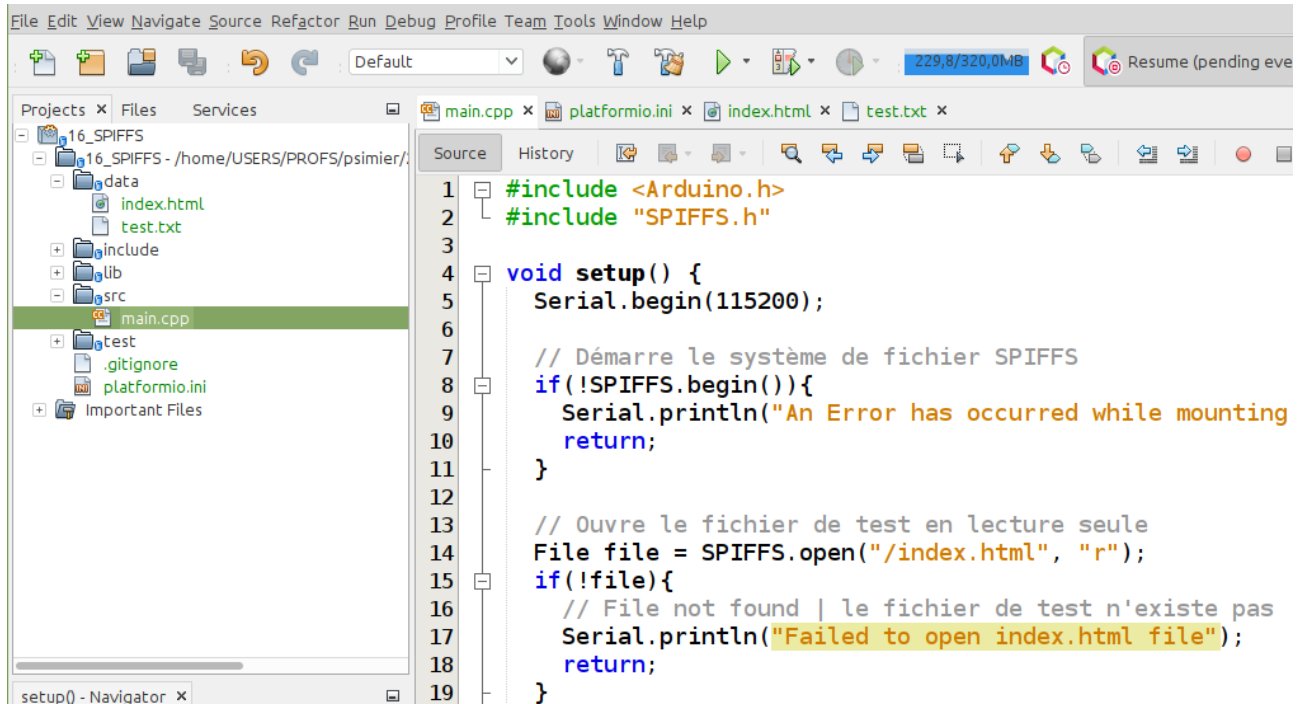 File Edit View Navigate Source Refactor Run Debug Profile Team Tools Window Help
Default 229,8/320,0MB Resume (pending eve
Projects Files Services
main.cpp platformio.ini index.html test.txt
16_SPIFFS
16_SPIFFS - /home/USERS/PROFS/psimier/
data
index.html
test.txt
include
lib
src
main.cpp
test
.gitignore
platformio.ini
Important Files
setup() - Navigator
Source History
1 #include <Arduino.h>
2 #include "SPIFFS.h"
3
4 void setup() {
5 Serial.begin(115200);
6
7 // Démarre le système de fichier SPIFFS
8 if(!SPIFFS.begin()){
9 Serial.println("An Error has occurred while mounting
10 return;
11 }
12
13 // Ouvre le fichier de test en lecture seule
14 File file = SPIFFS.open("/index.html", "r");
15 if(!file){
16 // File not found | le fichier de test n'existe pas
17 Serial.println("Failed to open index.html file");
18 return;
19 }